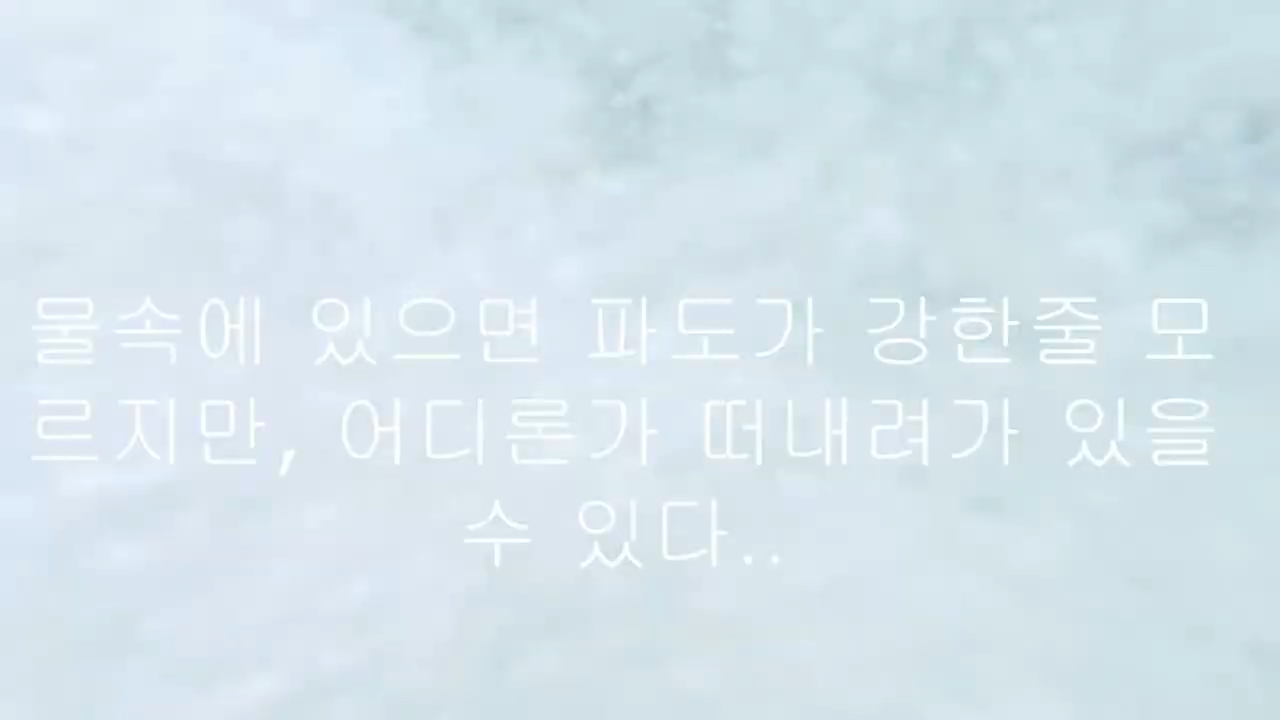 물속에 있으면 파도가 강한줄 모
르지만, 어디론가 떠내려가 있을
수 있다..